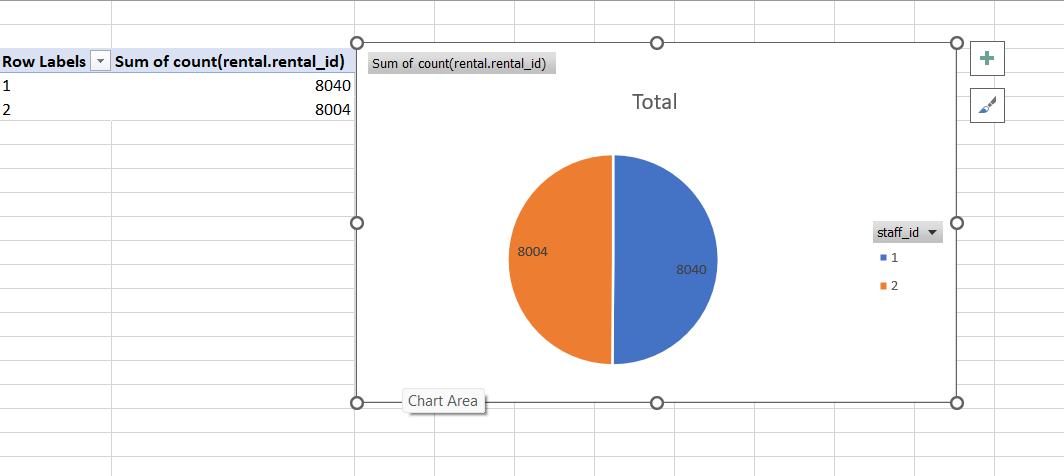 Row Labels Sum of count(rental.rental_id)
1 8040
2 8004
Sum of count(rental.rental_id)
Total
8004
8040
staff_id
1
2
Chart Area